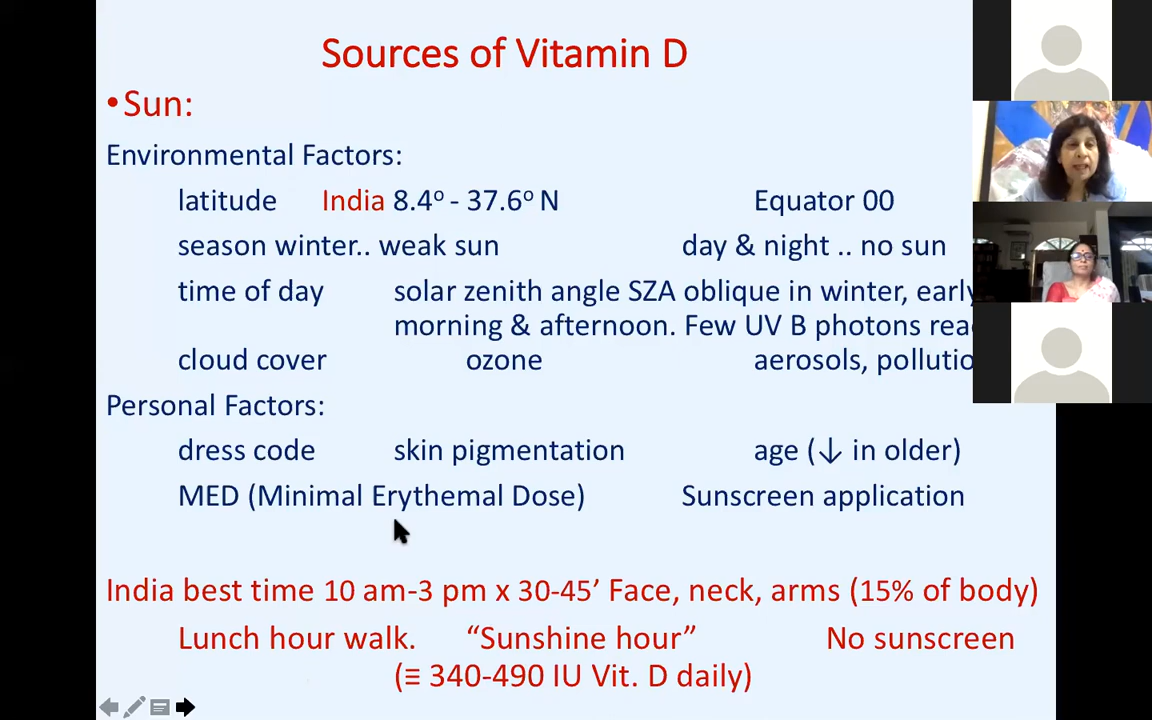 Sources of Vitamin D
•Sun:
Environmental Factors:
latitude India 8.4º - 37.6º N Equator 00
season winter.. weak sun day & night .. no sun
time of day solar zenith angle SZA oblique in winter, early
morning & afternoon. Few UV B photons
cloud cover ozone aerosols,
Personal Factors:
dress code skin pigmentation age (↓ in older)
MED (Minimal Erythemal Dose) Sunscreen application
India best time 10 am-3 pm x 30-45’ Face, neck, arms (15% of body)
Lunch hour walk. “Sunshine hour” No sunscreen
(≡ 340-490 IU Vit. D daily)